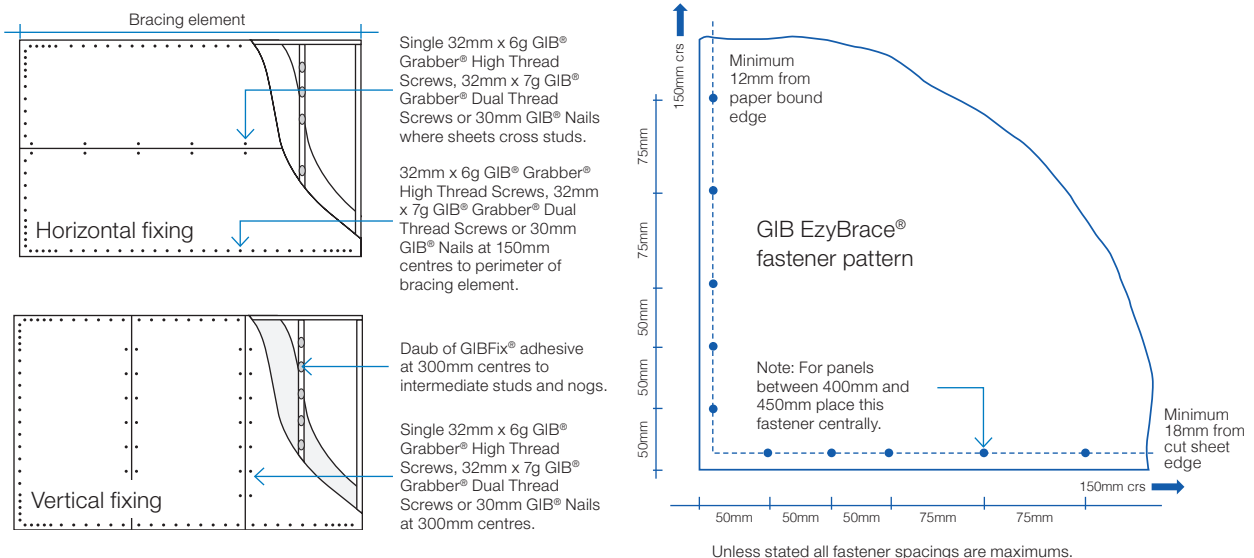 Bracing element
Single 32mm x 6g GIB®
Grabber® High Thread
Screws, 32mm x 7g GIB®
Grabber® Dual Thread
Screws or 30mm GIB® Nails
where sheets cross studs.
32mm x 6g GIB® Grabber®
High Thread Screws, 32mm
x 7g GIB® Grabber® Dual
Thread Screws or 30mm
GIB® Nails at 150mm
centres to perimeter of
bracing element.
Horizontal fixing
Daub of GIBFix® adhesive
at 300mm centres to
intermediate studs and nogs.
Single 32mm x 6g GIB®
Grabber® High Thread
Screws, 32mm x 7g GIB®
Grabber® Dual Thread
Screws or 30mm GIB® Nails
at 300mm centres.
Vertical fixing
150mm crs
Minimum
12mm from
paper bound
edge
75mm
75mm
50mm
50mm
50mm
GIB EzyBrace®
fastener pattern
Note: For panels
between 400mm and
450mm place this
fastener centrally.
Minimum
18mm from
cut sheet
edge
150mm crs
50mm
50mm
50mm
75mm
75mm
Unless stated all fastener spacings are maximums.